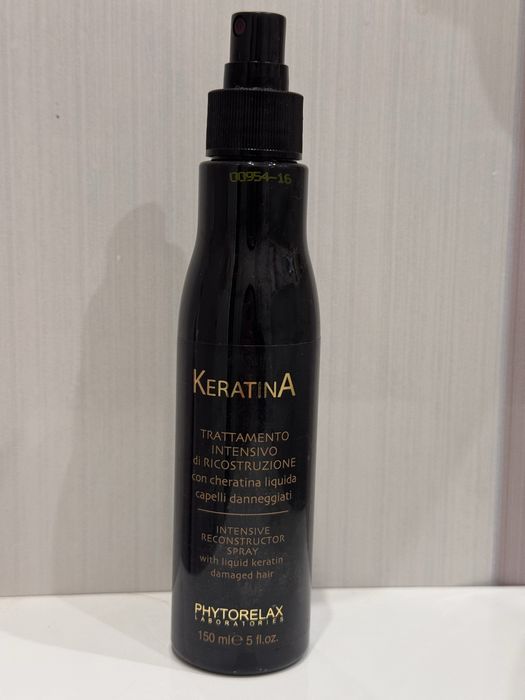 00954-16
KERATINA
TRATTAMENTO
INTENSIVO
di RICOSTRUZIONE
con cheratina liquida
capelli danneggiati
INTENSIVE
RECONSTRUCTOR
SPRAY
with liquid keratin
damaged hair
PHYTORELAX
LABORATORIES
150 ml℮ 5 fl.oz.